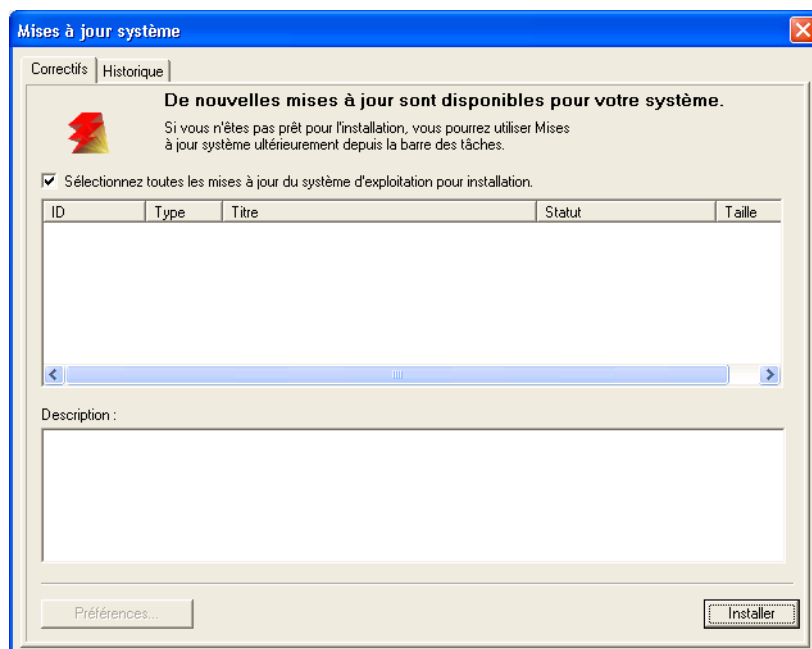 Mises à jour système
Correctifs
Historique
De nouvelles mises à jour sont disponibles pour votre système.
Si vous n'êtes pas prêt pour l'installation, vous pourrez utiliser Mises
à jour système ultérieurement depuis la barre des tâches.
Sélectionnez toutes les mises à jour du système d'exploitation pour installation.
ID Type Titre Statut Taille
Description :
Préférences...
Installer